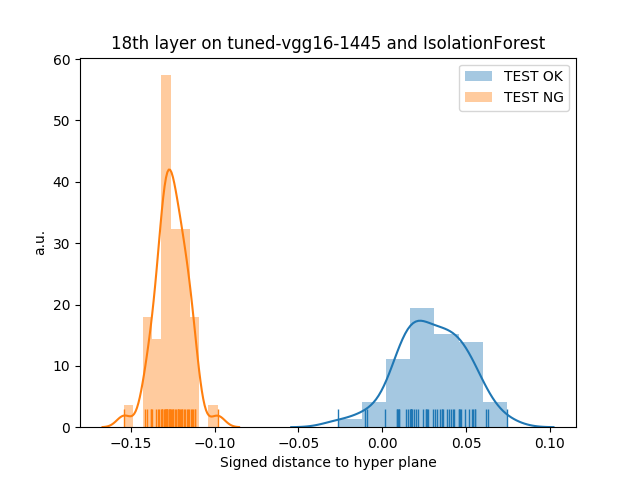 18th layer on tuned-vgg16-1445 and IsolationForest
TEST OK
TEST NG
60
50
40
30
20
10
0
a.u.
−0.15
−0.10
−0.05
0.00
0.05
0.10
Signed distance to hyper plane